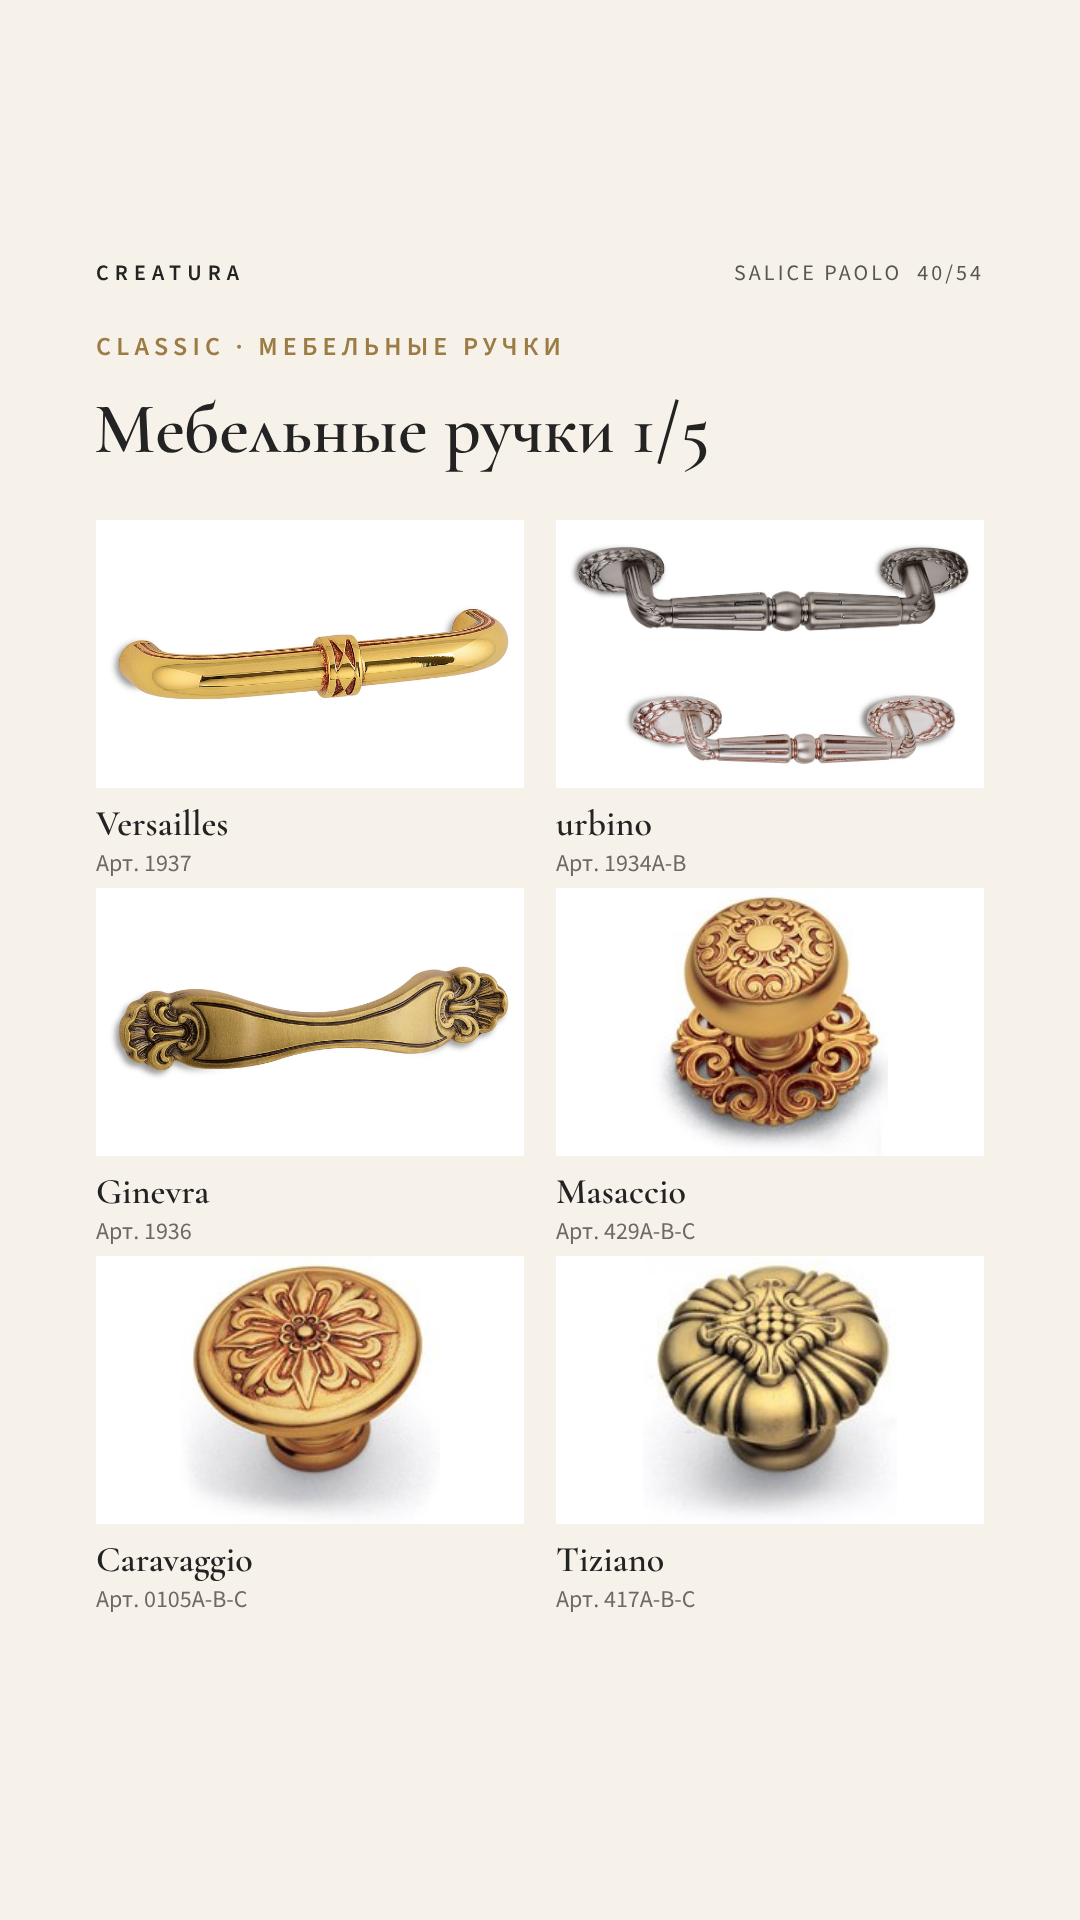 CREATURA
SALICE PAOLO 40/54
CLASSIC · МЕБЕЛЬНЫЕ РУЧКИ
Мебельные ручки 1/5
Versailles
Арт. 1937
urbino
Арт. 1934A-B
Ginevra
Арт. 1936
Masaccio
Арт. 429A-B-C
Caravaggio
Арт. 0105A-B-C
Tiziano
Арт. 417A-B-C